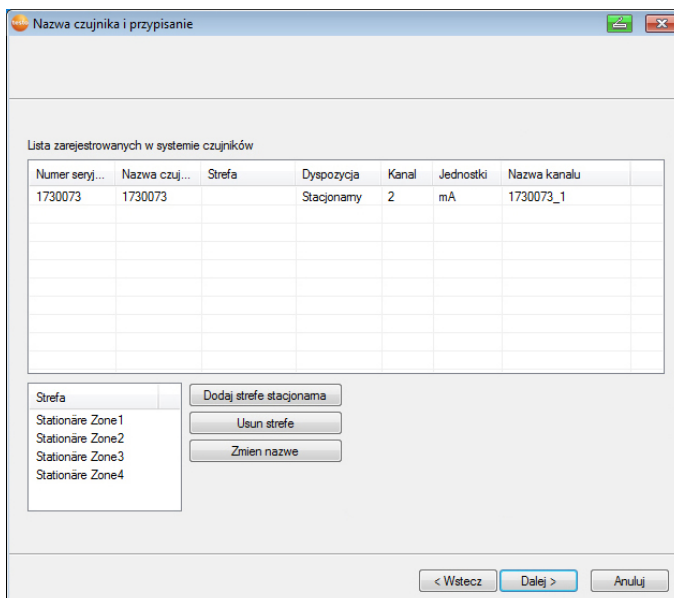 testo Nazwa czujnika i przypisanie
Lista zarejestrowanych w systemie czujników
Numer seryj... Nazwa czuj... Strefa Dyspozycja Kanal Jednostki Nazwa kanalu
1730073 1730073 Stacjonarny 2 mA 1730073_1
Strefa
Stationäre Zone1
Stationäre Zone2
Stationäre Zone3
Stationäre Zone4
Dodaj strefe stacjonarna
Usun strefe
Zmien nazwe
< Wstecz Dalej > Anuluj